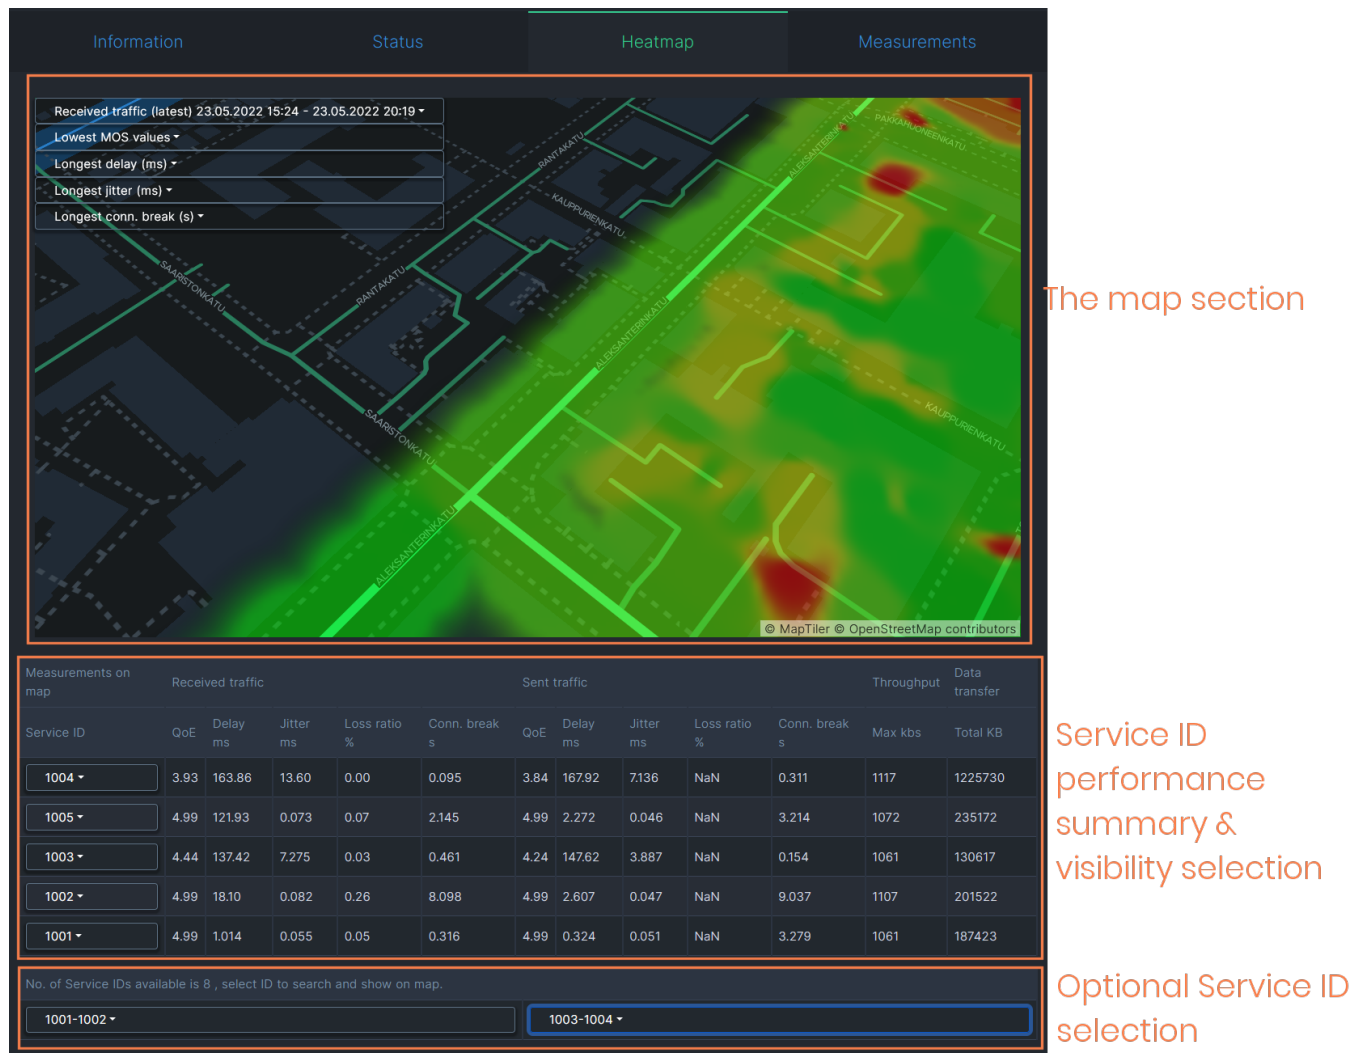 Information Status Heatmap Measurements
Received traffic (latest) 23.05.2022 15:24 - 23.05.2022 20:19
Lowest MOS values
Longest delay (ms)
Longest jitter (ms)
Longest conn. break (s)
PAKKAHUONEENKATU
ALEKSANTERINKATU
RANTAKATU
KAUPPURIENKATU
SAARISTONKATU
RANTAKATU
ALEKSANTERINKATU
KAUPPURIENKATU
SAARISTONKATU
ALEKSANTERINKATU
© MapTiler © OpenStreetMap contributors
The map section
Measurements on map Received traffic Sent traffic Throughput Data transfer
Service ID QoE Delay ms Jitter ms Loss ratio % Conn. break s QoE Delay ms Jitter ms Loss ratio % Conn. break s Max kbs Total KB
1004 3.93 163.86 13.60 0.00 0.095 3.84 167.92 7.136 NaN 0.311 1117 1225730
1005 4.99 121.93 0.073 0.07 2.145 4.99 2.272 0.046 NaN 3.214 1072 235172
1003 4.44 137.42 7.275 0.03 0.461 4.24 147.62 3.887 NaN 0.154 1061 130617
1002 4.99 18.10 0.082 0.26 8.098 4.99 2.607 0.047 NaN 9.037 1107 201522
1001 4.99 1.014 0.055 0.05 0.316 4.99 0.324 0.051 NaN 3.279 1061 187423
Service ID
performance
summary &
visibility selection
No. of Service IDs available is 8 , select ID to search and show on map.
1001-1002 1003-1004
Optional Service ID
selection